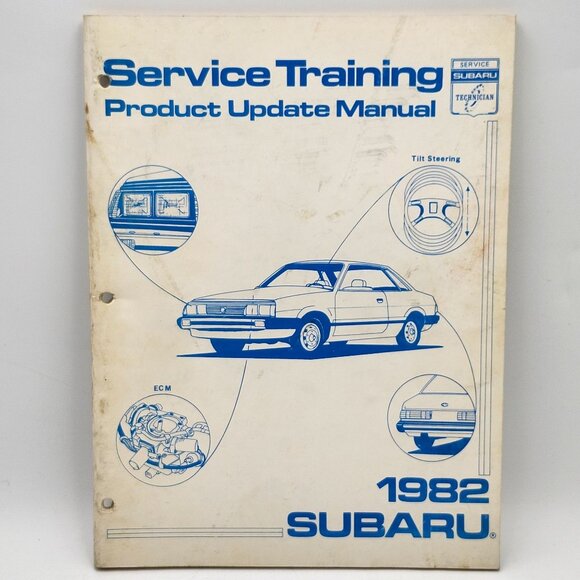 Service Training
Product Update Manual
SERVICE
SUBARU
TECHNICIAN
Tilt Steering
ECM
1982
SUBARU®